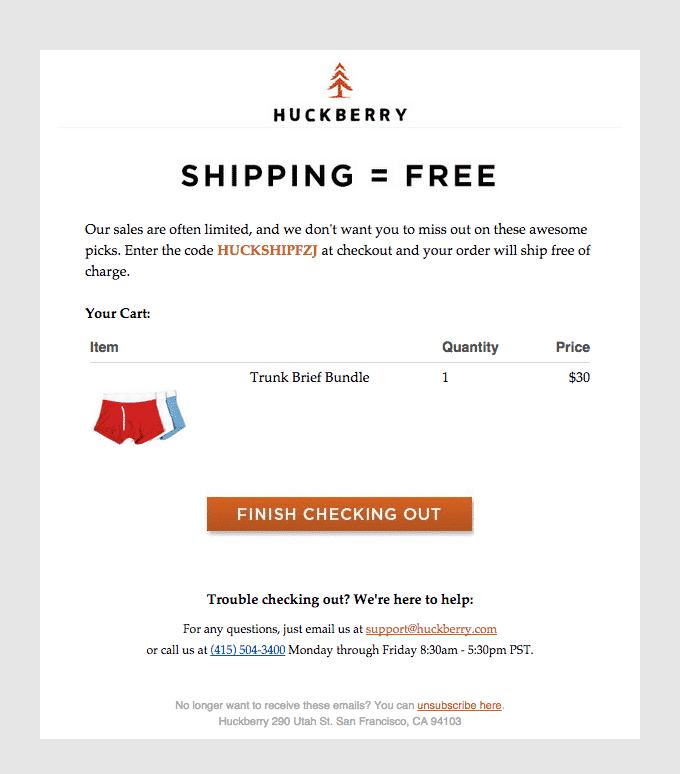 HUCKBERRY
SHIPPING = FREE
Our sales are often limited, and we don't want you to miss out on these awesome
picks. Enter the code HUCKSHIPFZJ at checkout and your order will ship free of
charge.
Your Cart:
Item Quantity Price
Trunk Brief Bundle 1 $30
FINISH CHECKING OUT
Trouble checking out? We're here to help:
For any questions, just email us at support@huckberry.com
or call us at (415) 504-3400 Monday through Friday 8:30am - 5:30pm PST.
No longer want to receive these emails? You can unsubscribe here.
Huckberry 290 Utah St. San Francisco, CA 94103